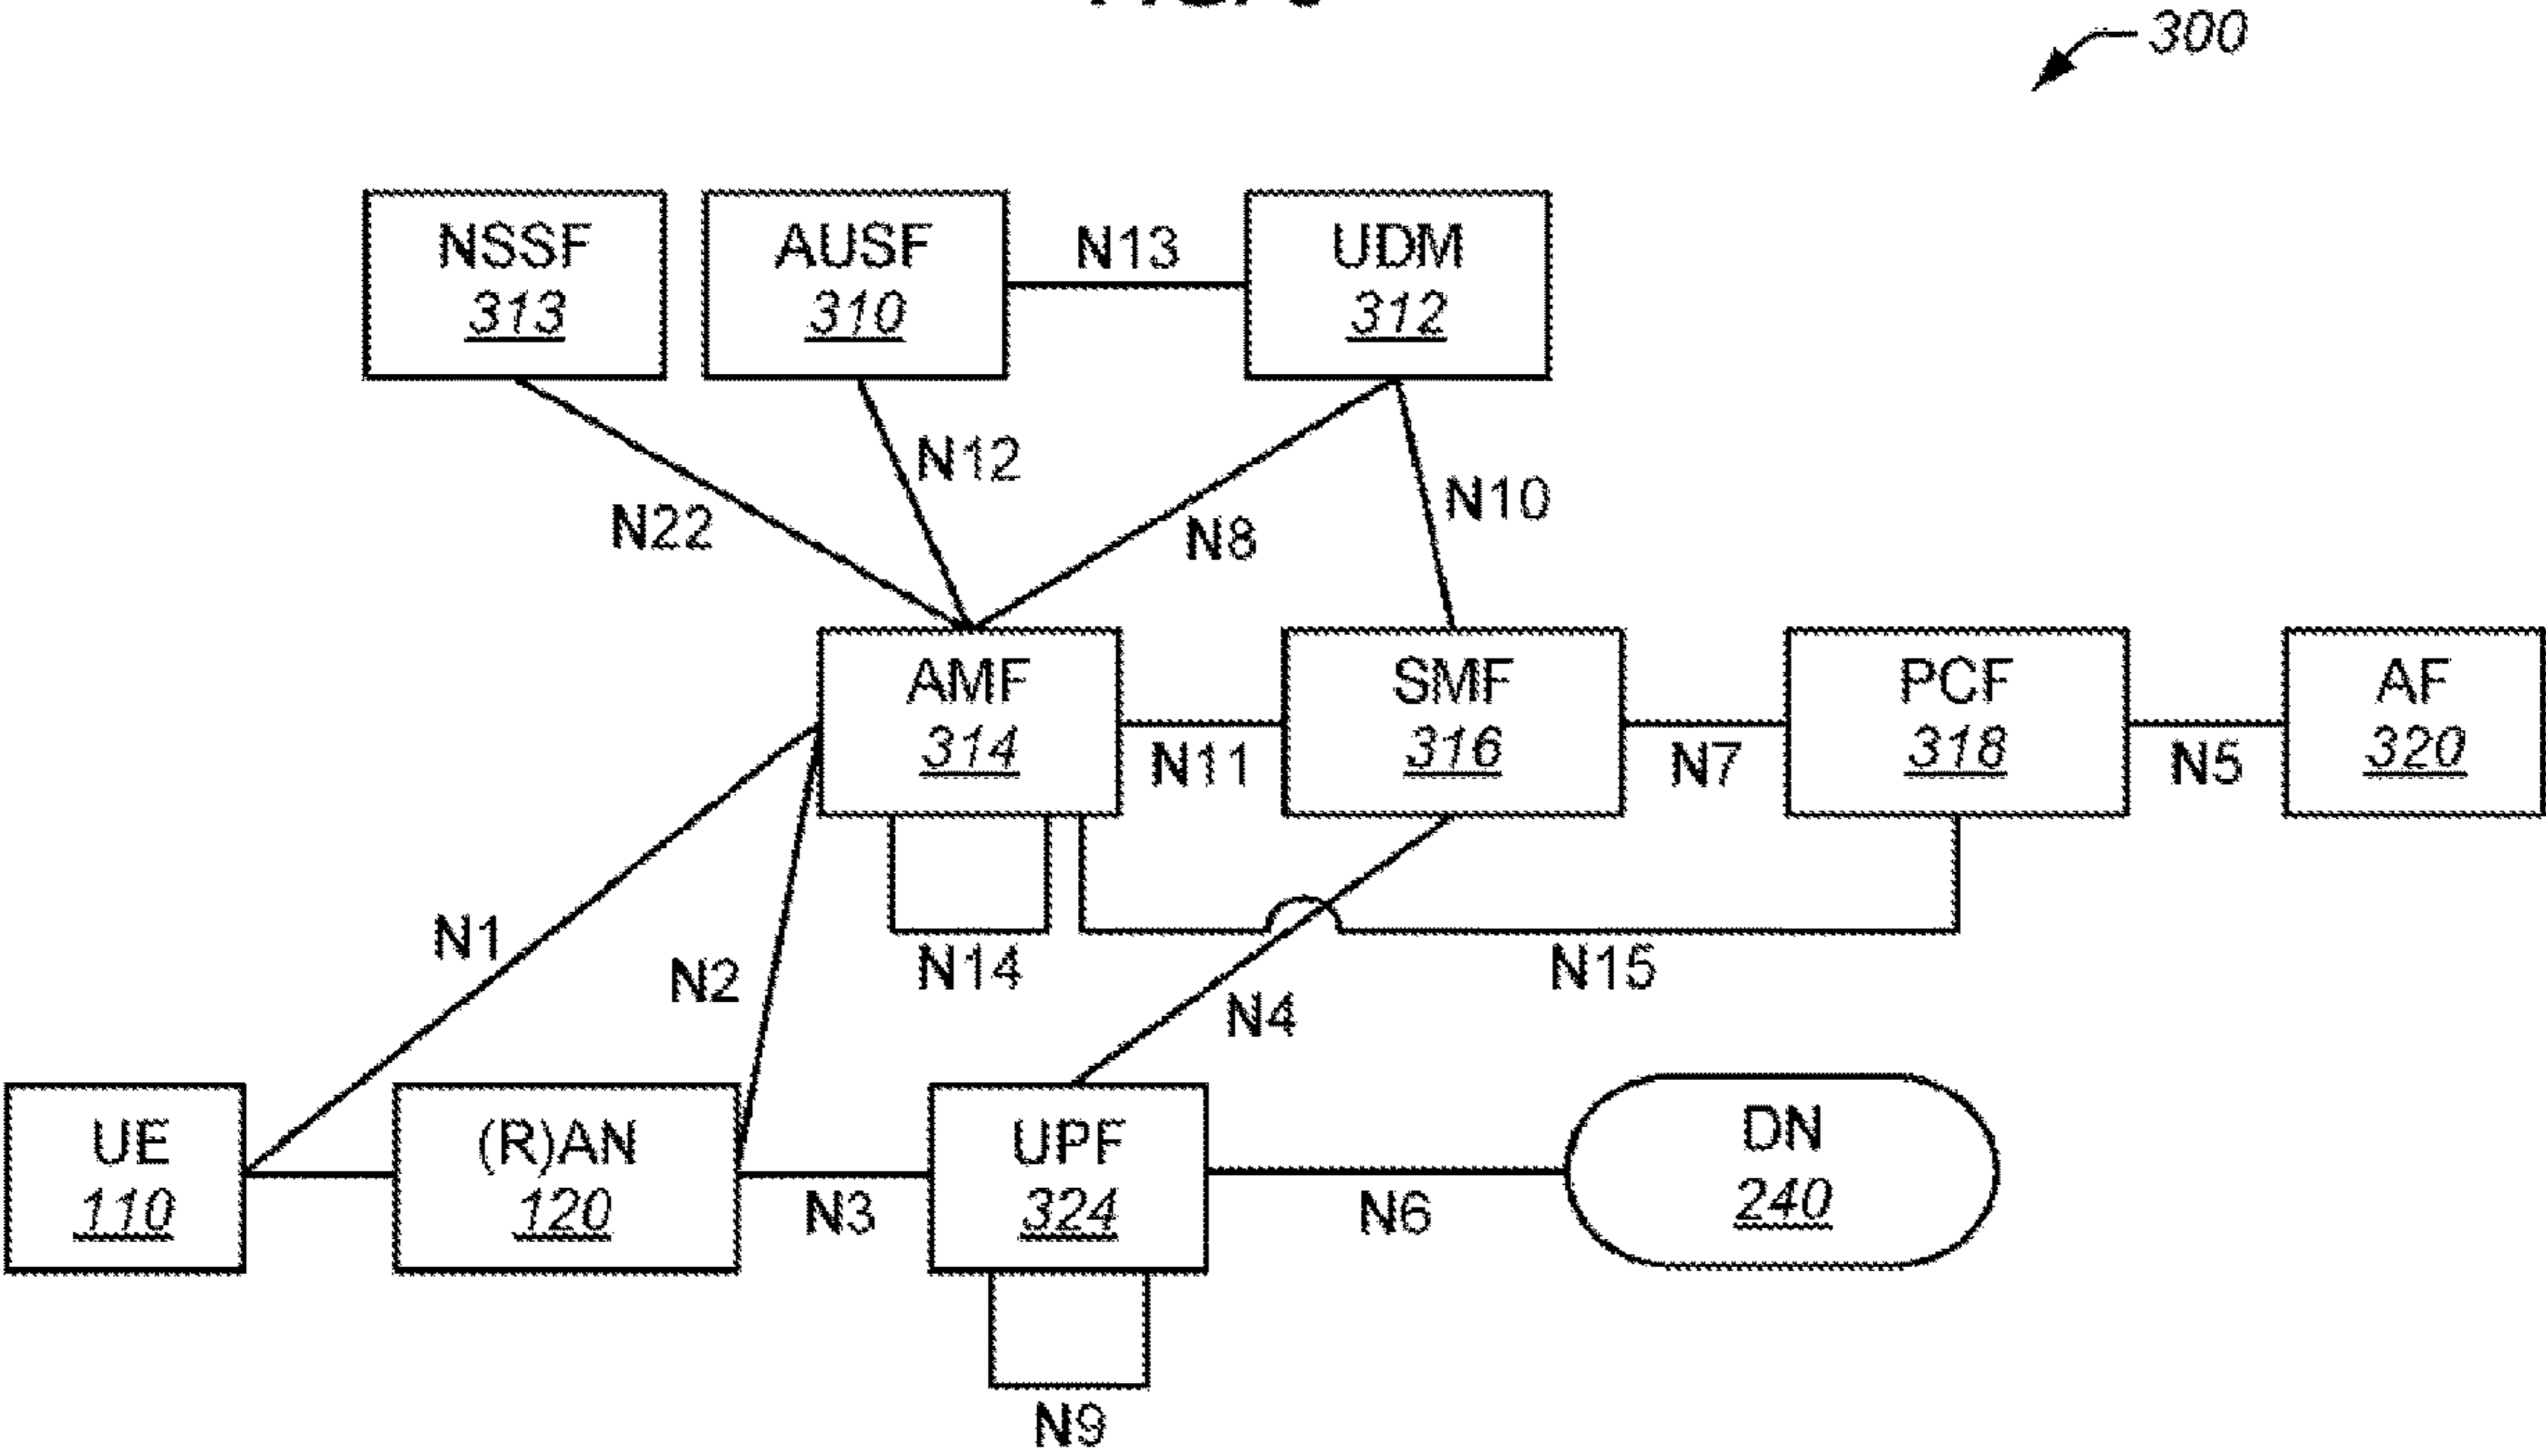 300
NSSF
313
AUSF
310
N13
UDM
312
N22
N12
N8
N10
AMF
314
N11
SMF
316
N7
PCF
318
N5
AF
320
N1
N2
N14
N4
N15
UE
110
(R)AN
120
N3
UPF
324
N6
DN
240
N9